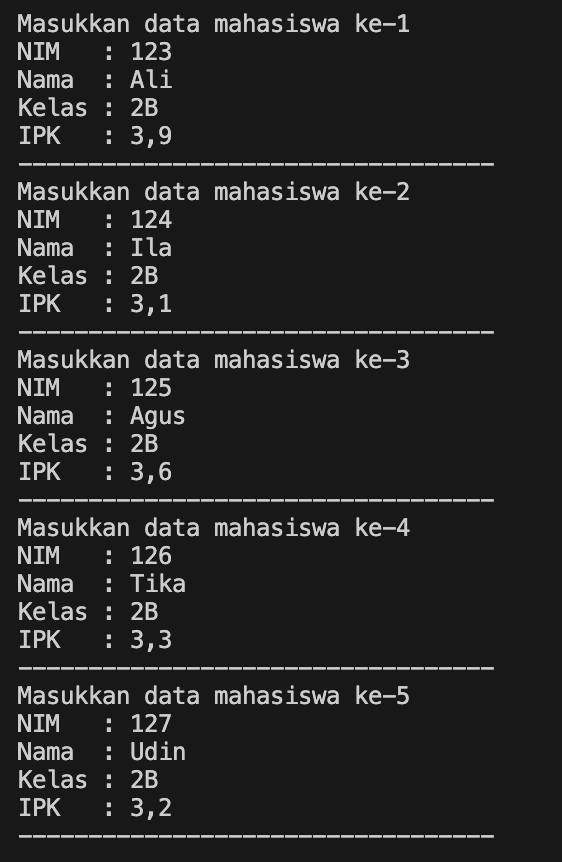 Masukkan data mahasiswa ke-1
NIM   : 123
Nama  : Ali
Kelas : 2B
IPK   : 3,9
----------------------------------
Masukkan data mahasiswa ke-2
NIM   : 124
Nama  : Ila
Kelas : 2B
IPK   : 3,1
----------------------------------
Masukkan data mahasiswa ke-3
NIM   : 125
Nama  : Agus
Kelas : 2B
IPK   : 3,6
----------------------------------
Masukkan data mahasiswa ke-4
NIM   : 126
Nama  : Tika
Kelas : 2B
IPK   : 3,3
----------------------------------
Masukkan data mahasiswa ke-5
NIM   : 127
Nama  : Udin
Kelas : 2B
IPK   : 3,2
----------------------------------